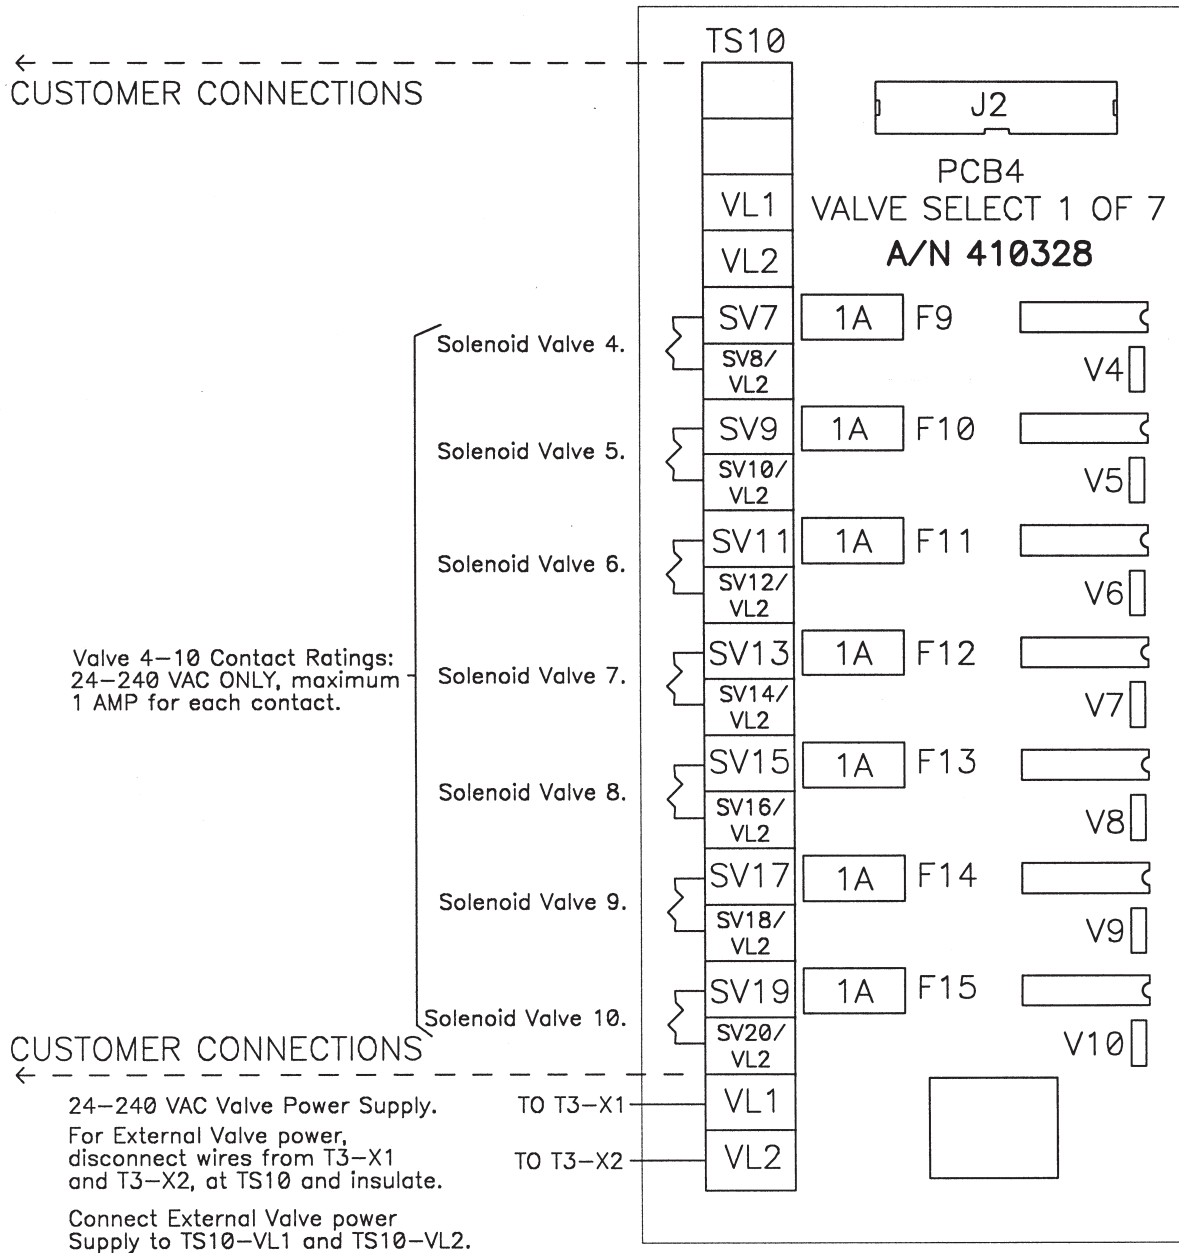 TS10
CUSTOMER CONNECTIONS
J2
PCB4
VALVE SELECT 1 OF 7
A/N 410328
VL1
VL2
SV7 1A F9
Solenoid Valve 4.
SV8/
VL2
V4
SV9 1A F10
Solenoid Valve 5.
SV10/
VL2
V5
SV11 1A F11
Solenoid Valve 6.
SV12/
VL2
V6
Valve 4-10 Contact Ratings:
24-240 VAC ONLY, maximum
1 AMP for each contact.
SV13 1A F12
Solenoid Valve 7.
SV14/
VL2
V7
SV15 1A F13
Solenoid Valve 8.
SV16/
VL2
V8
SV17 1A F14
Solenoid Valve 9.
SV18/
VL2
V9
SV19 1A F15
Solenoid Valve 10.
SV20/
VL2
V10
CUSTOMER CONNECTIONS
24-240 VAC Valve Power Supply.
TO T3-X1 VL1
For External Valve power,
disconnect wires from T3-X1
and T3-X2, at TS10 and insulate.
TO T3-X2 VL2
Connect External Valve power
Supply to TS10-VL1 and TS10-VL2.